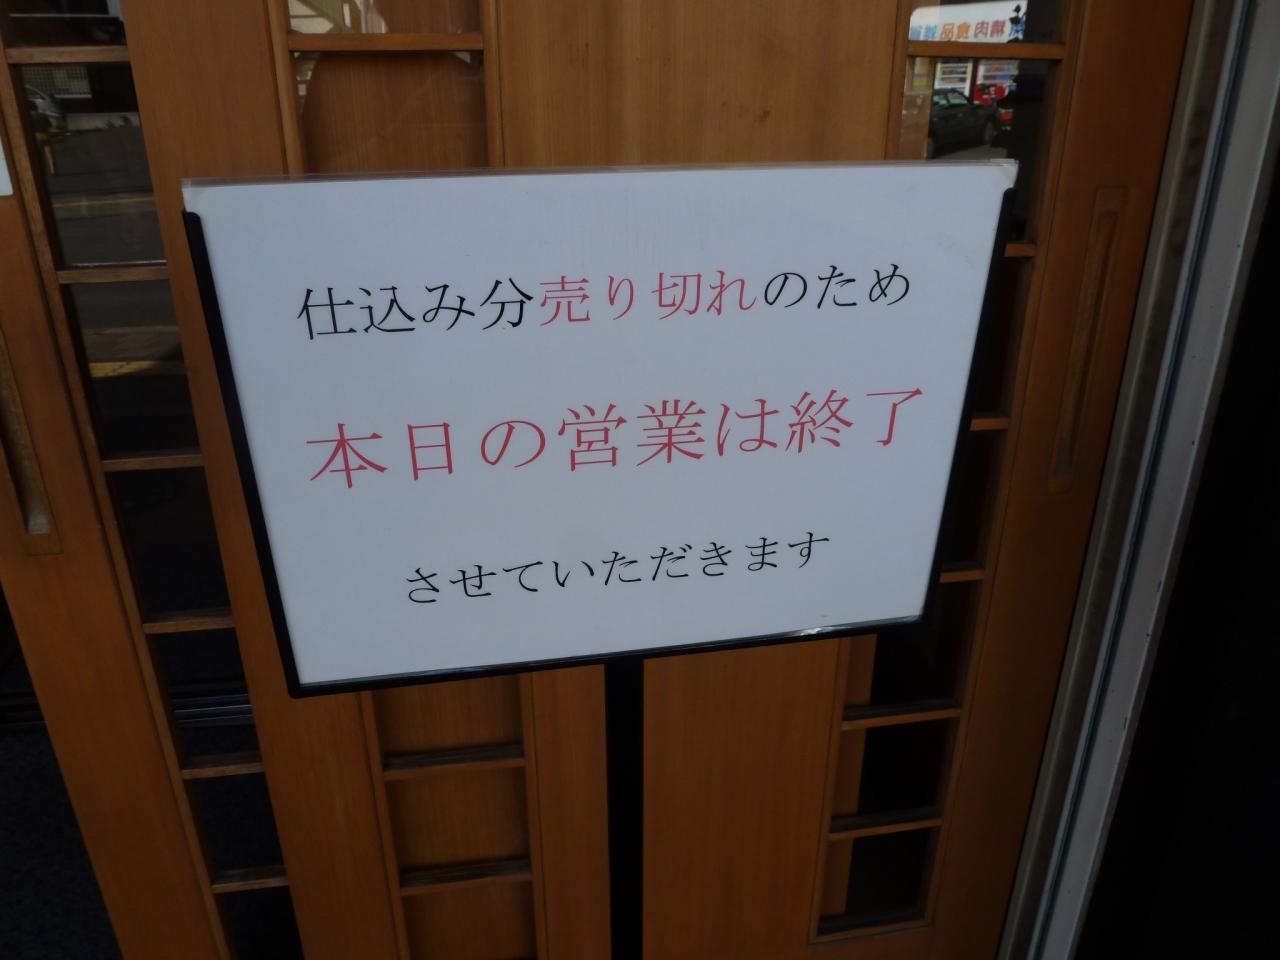 仕込み分売り切れのため
本日の営業は終了
させていただきます